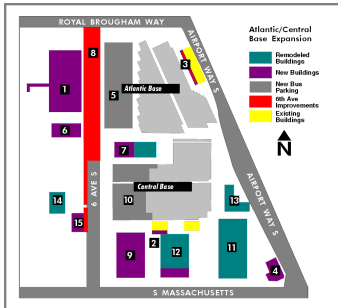 ROYAL BROUGHAM WAY
Atlantic/Central
Base Expansion
Remodeled
Buildings
New Buildings
New Bus
Parking
6th Ave
Improvements
Existing
Buildings
N
AIRPORT WAY S
8
3
1
Atlantic Base
5
6
7
6 AVE S
Central Base
AIRPORT WAY S
14
10
13
15
2
9
12
11
4
S MASSACHUSETTS